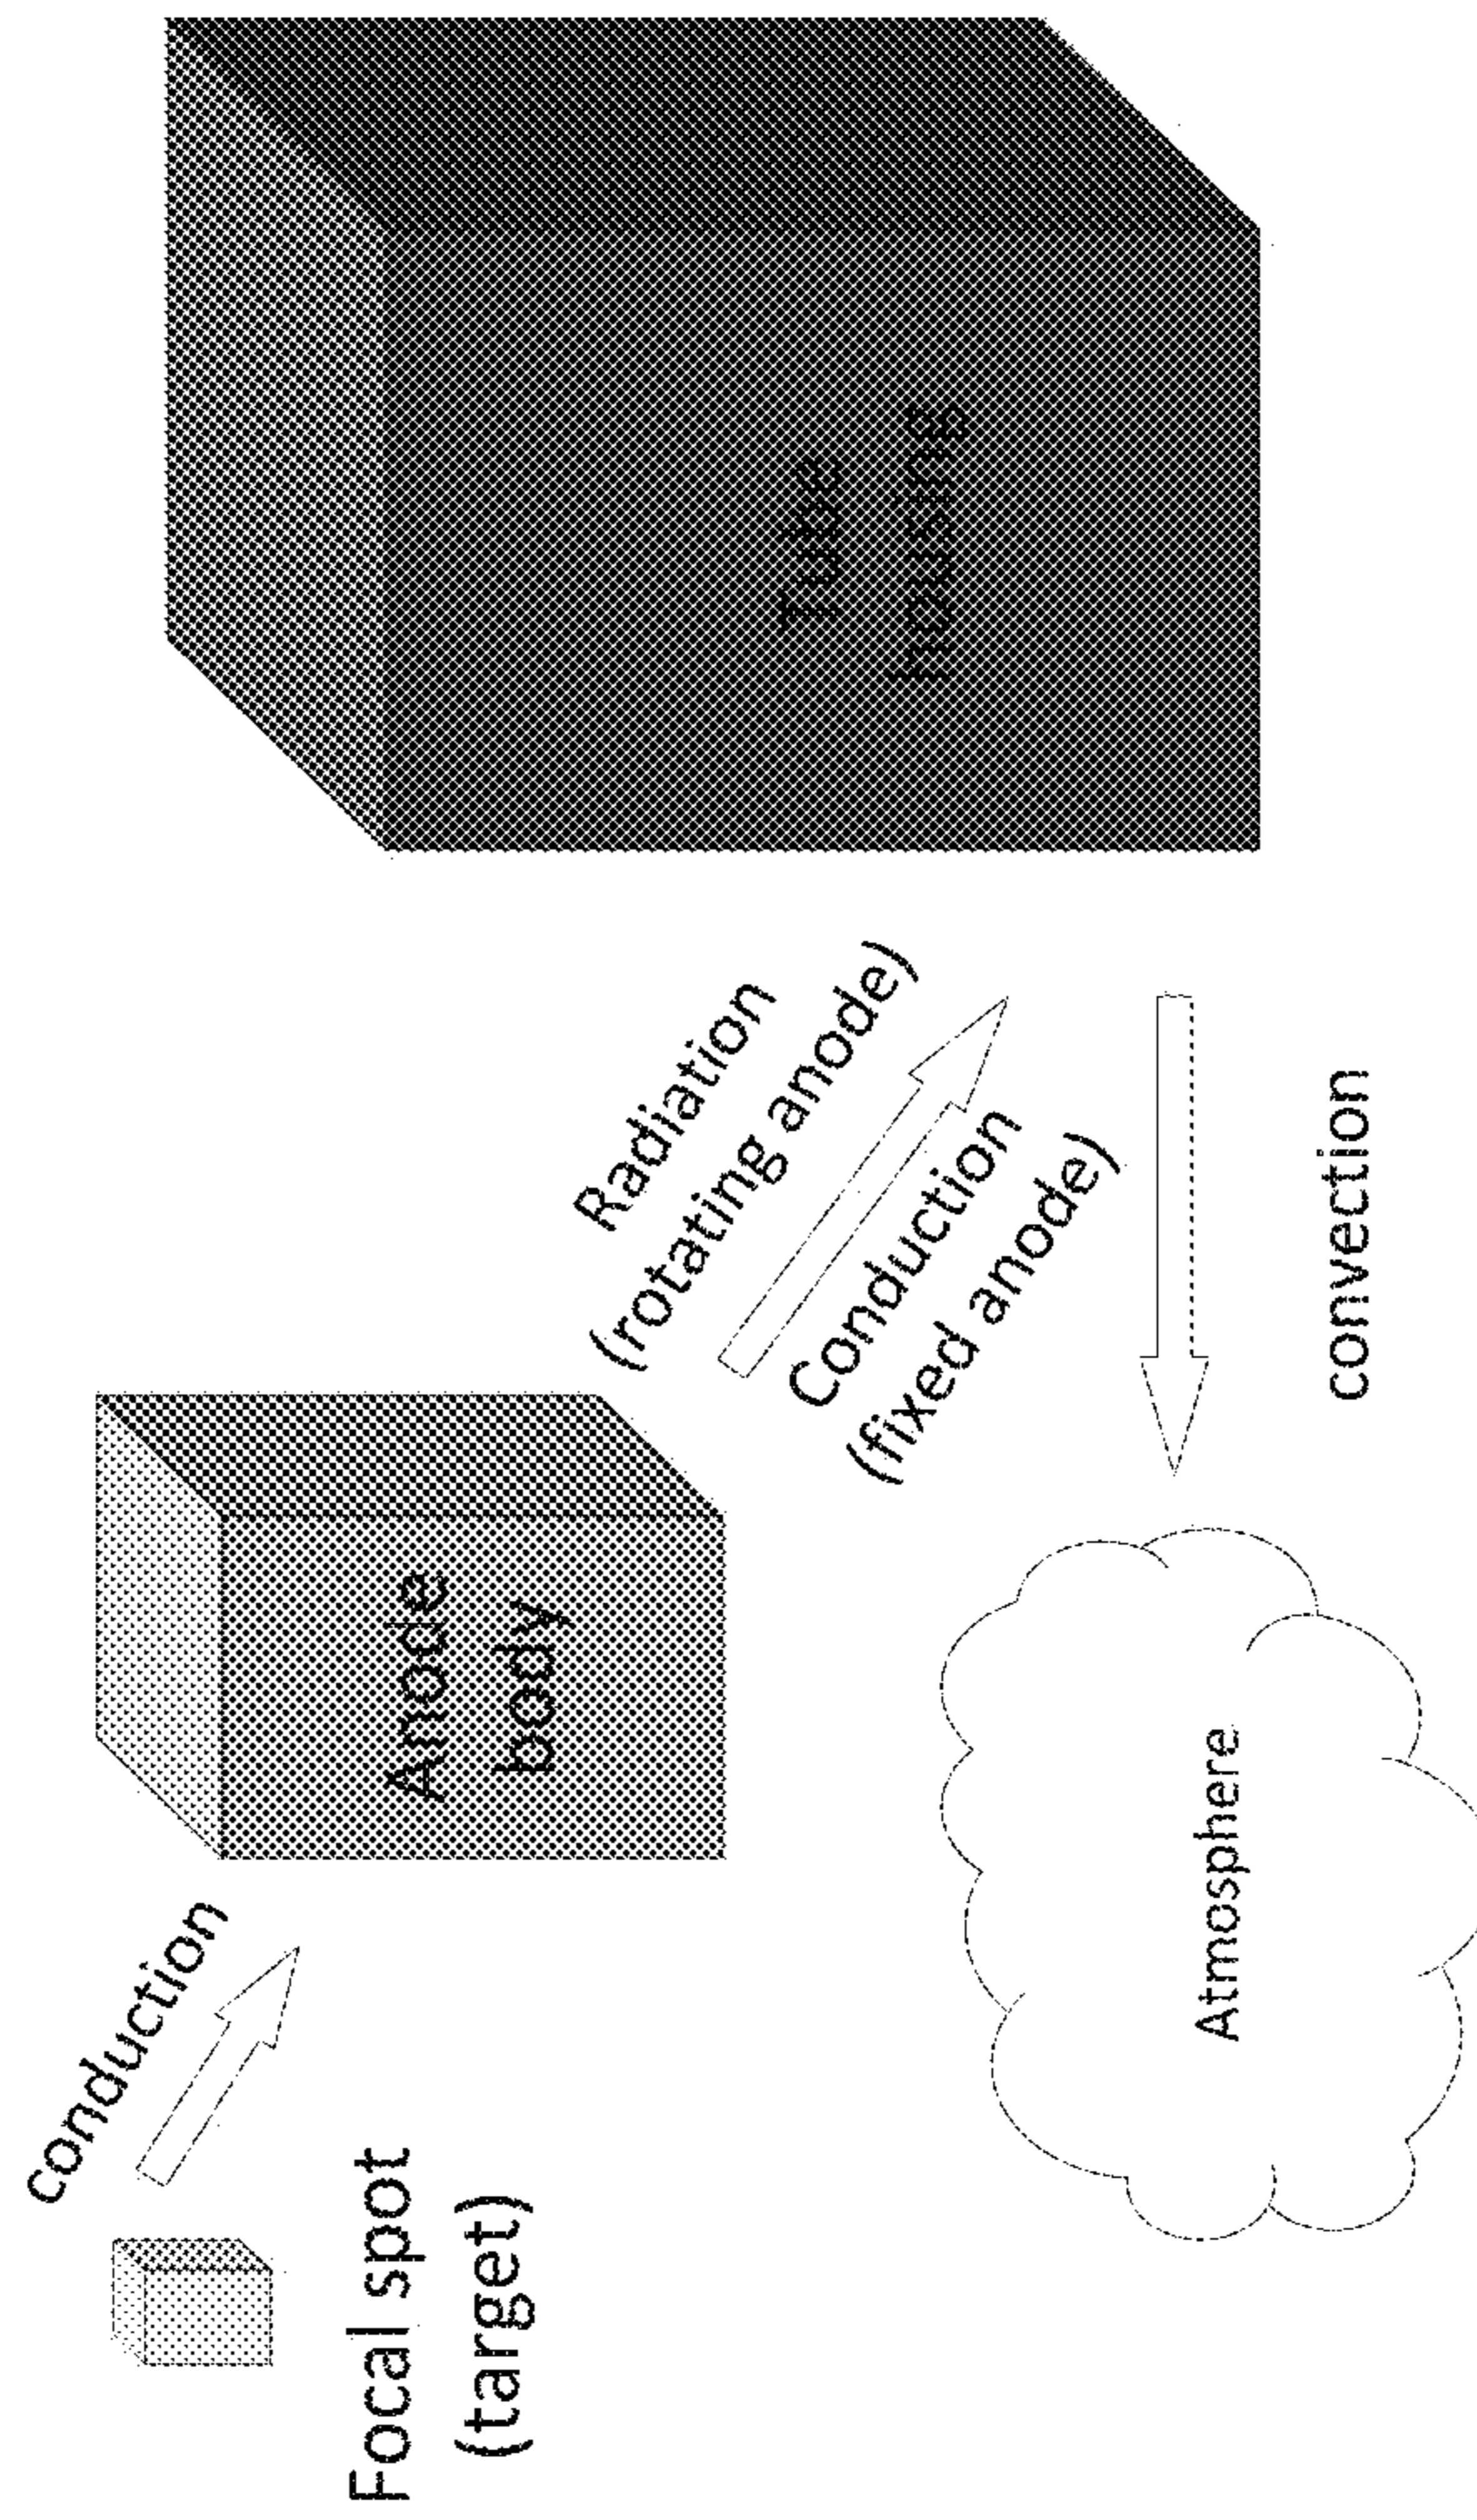 conduction
Focal spot
(target)
Anode
body
Radiation
(rotating anode)
Conduction
(fixed anode)
Tube
housing
convection
Atmosphere